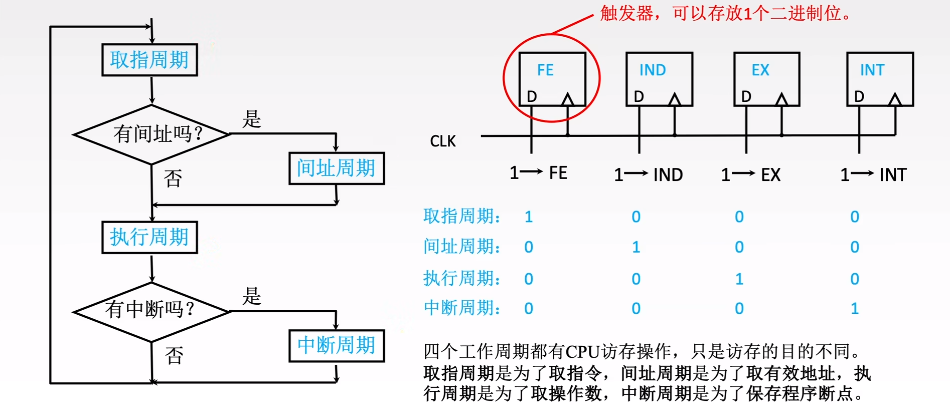 触发器，可以存放1个二进制位。
取指周期
有间址吗？
是
间址周期
否
执行周期
有中断吗？
是
中断周期
否
FE IND EX INT
D D D D
CLK
1→ FE 1→ IND 1→ EX 1→ INT
取指周期： 1 0 0 0
间址周期： 0 1 0 0
执行周期： 0 0 1 0
中断周期： 0 0 0 1
四个工作周期都有CPU访存操作，只是访存的目的不同。
取指周期是为了取指令，间址周期是为了取有效地址，执
行周期是为了取操作数，中断周期是为了保存程序断点。